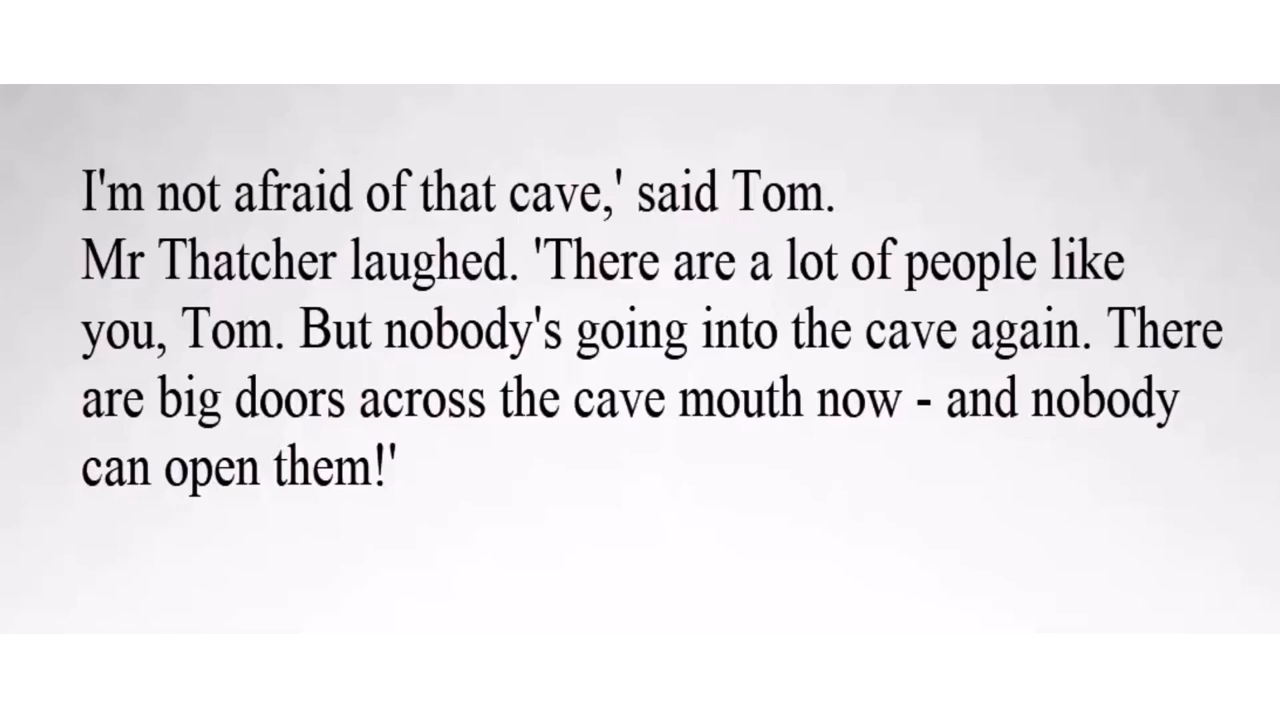 I'm not afraid of that cave,' said Tom.
Mr Thatcher laughed. 'There are a lot of people like
you, Tom. But nobody's going into the cave again. There
are big doors across the cave mouth now - and nobody
can open them!'